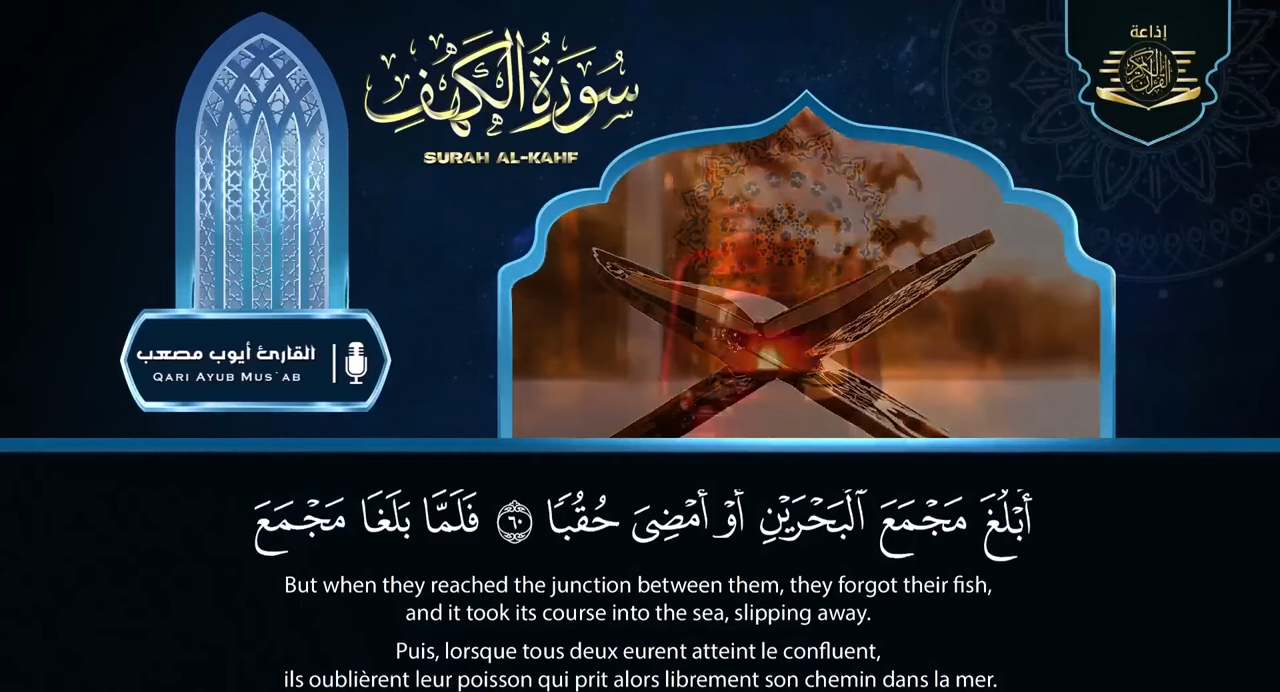 إذاعة
القرآن الكريم
سُورَةُ الكَهْفِ
SURAH AL-KAHF
القارئ أيوب مصعب
QARI AYUB MUS`AB
أَبْلُغَ مَجْمَعَ ٱلْبَحْرَيْنِ أَوْ أَمْضِىَ حُقُبًا ٦٠ فَلَمَّا بَلَغَا مَجْمَعَ
But when they reached the junction between them, they forgot their fish,
and it took its course into the sea, slipping away.
Puis, lorsque tous deux eurent atteint le confluent,
ils oublièrent leur poisson qui prit alors librement son chemin dans la mer.